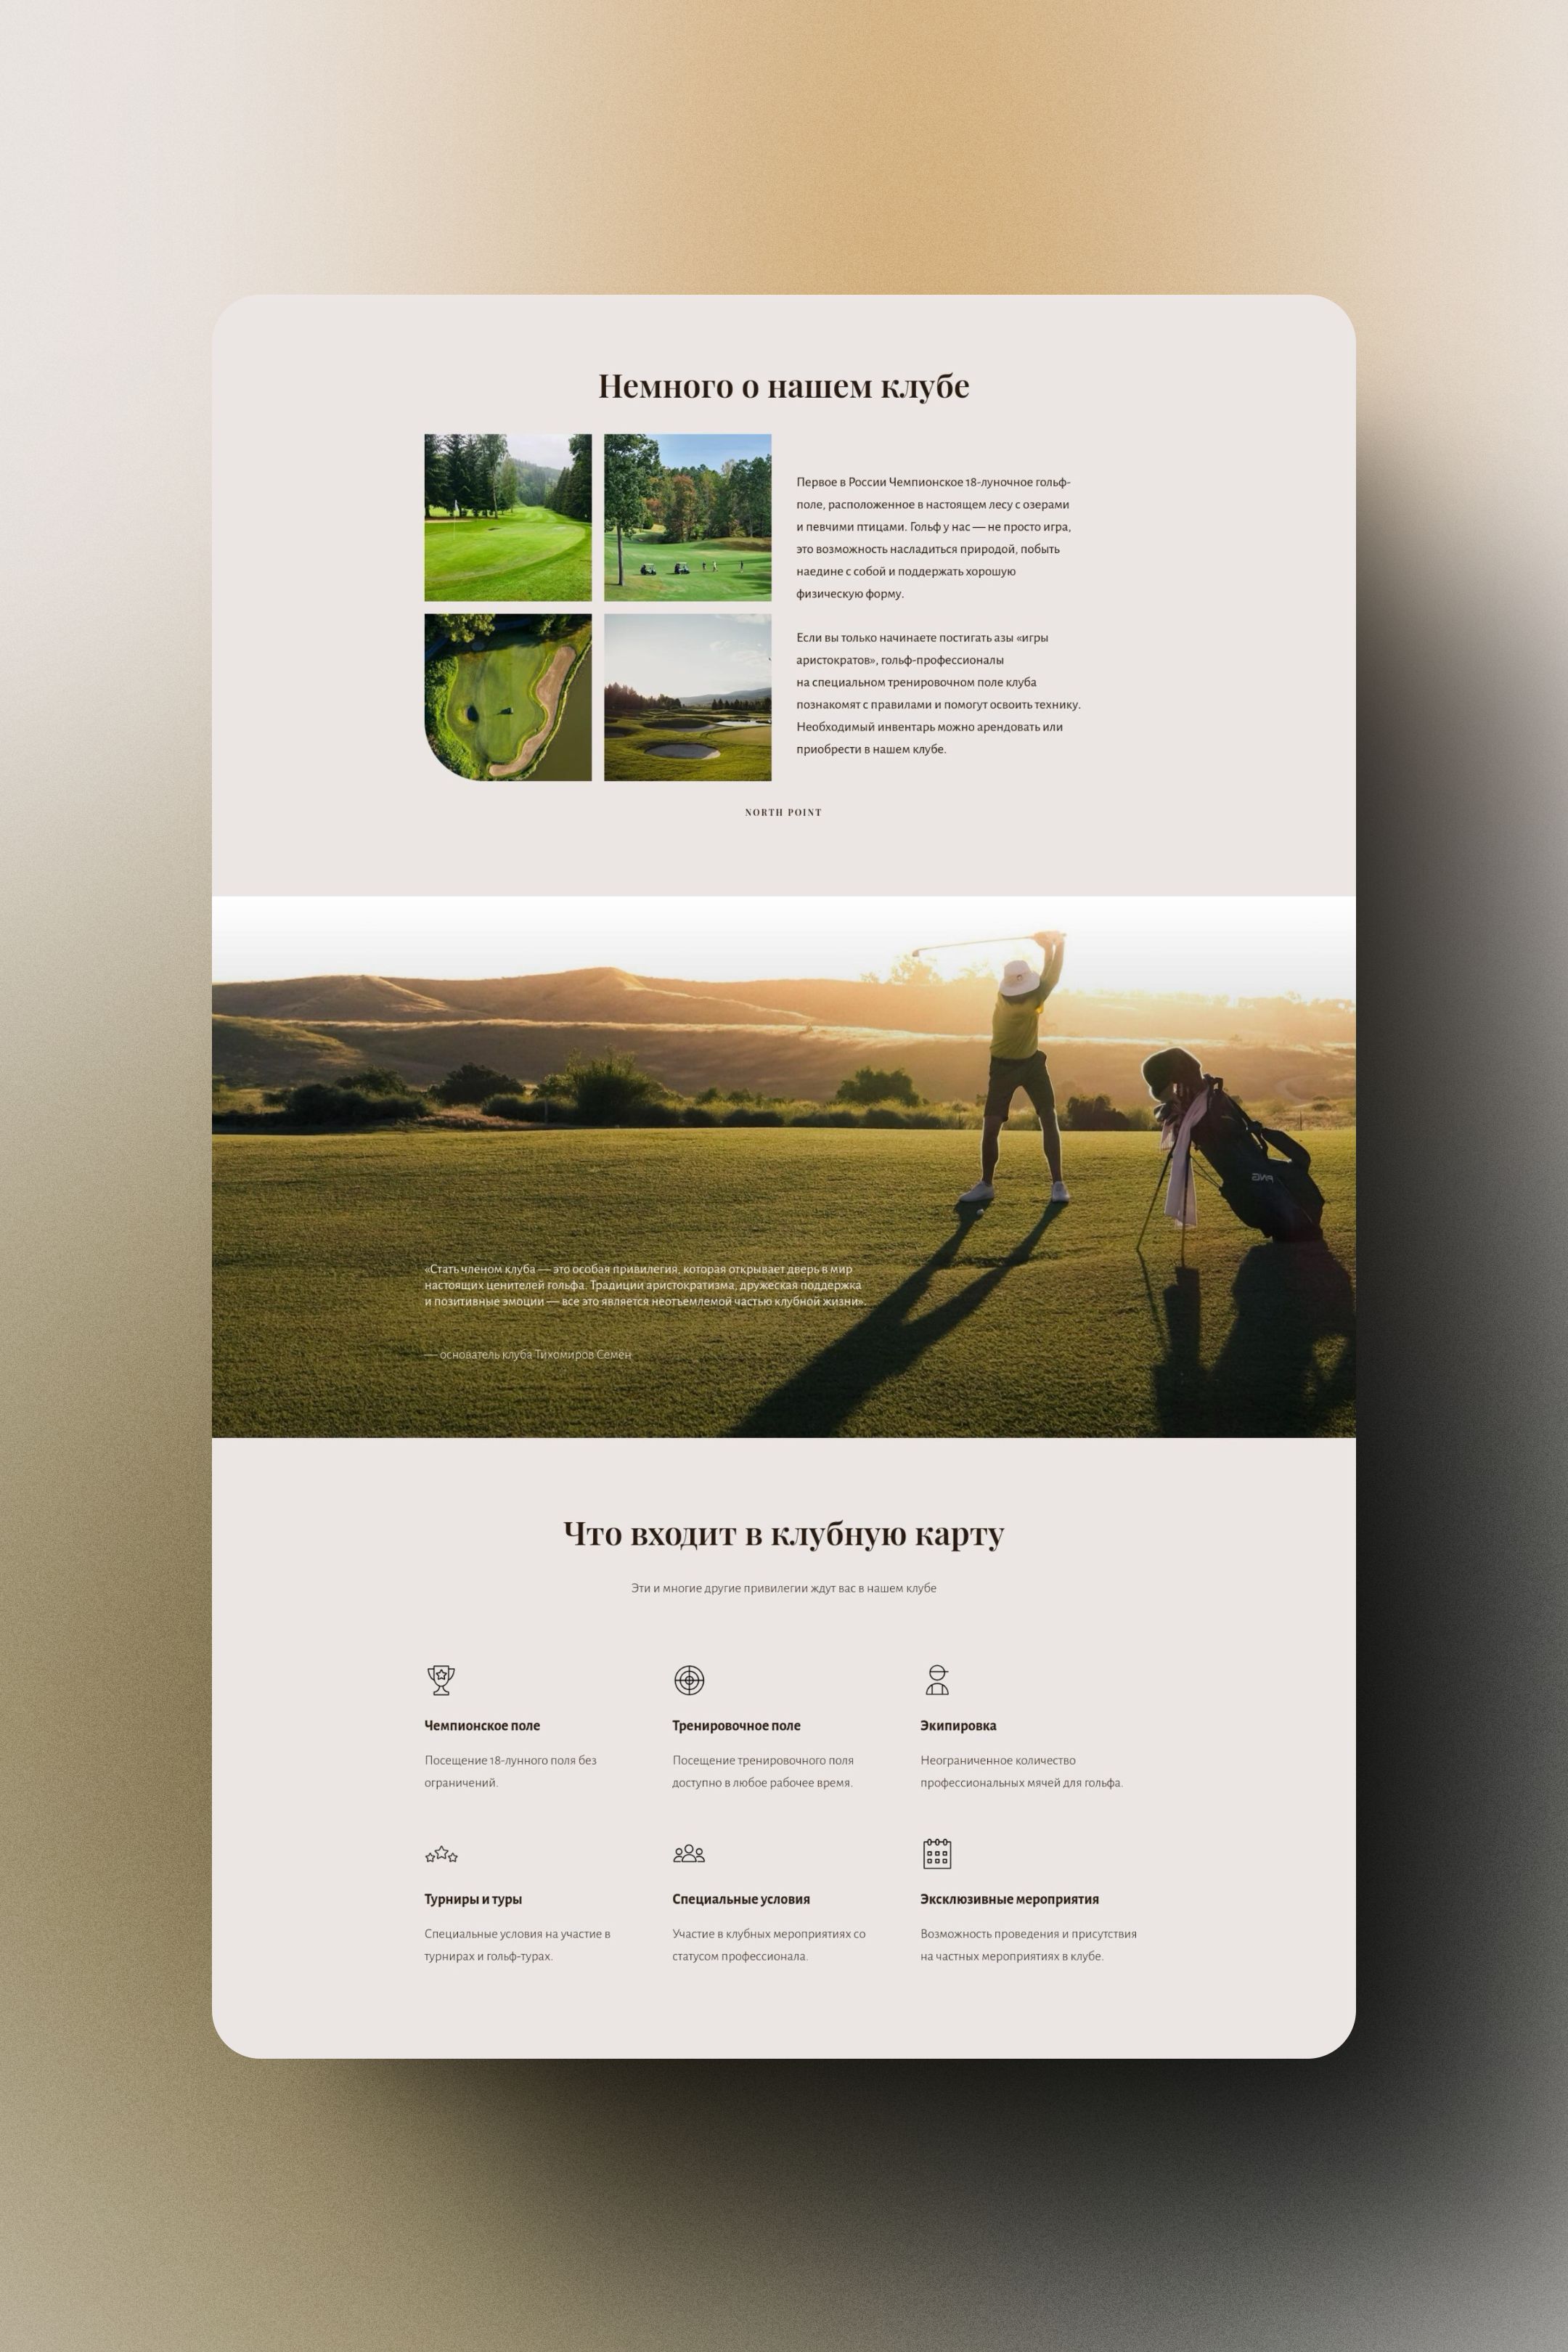 Немного о нашем клубе
Первое в России Чемпионское 18-луночное гольф-
поле, расположенное в настоящем лесу с озерами
и певчими птицами. Гольф у нас — не просто игра,
это возможность насладиться природой, побыть
наедине с собой и поддержать хорошую
физическую форму.
Если вы только начинаете постигать азы «игры
аристократов», гольф-профессионалы
на специальном тренировочном поле клуба
познакомят с правилами и помогут освоить технику.
Необходимый инвентарь можно арендовать или
приобрести в нашем клубе.
NORTH POINT
«Стать членом клуба — это особая привилегия, которая открывает дверь в мир
настоящих ценителей гольфа. Традиции аристократизма, дружеская поддержка
и позитивные эмоции — все это является неотъемлемой частью клубной жизни».
— основатель клуба Тихомиров Семён
Что входит в клубную карту
Эти и многие другие привилегии ждут вас в нашем клубе
Чемпионское поле
Посещение 18-лунного поля без
ограничений.
Тренировочное поле
Посещение тренировочного поля
доступно в любое рабочее время.
Экипировка
Неограниченное количество
профессиональных мячей для гольфа.
Турниры и туры
Специальные условия на участие в
турнирах и гольф-турах.
Специальные условия
Участие в клубных мероприятиях со
статусом профессионала.
Эксклюзивные мероприятия
Возможность проведения и присутствия
на частных мероприятиях в клубе.